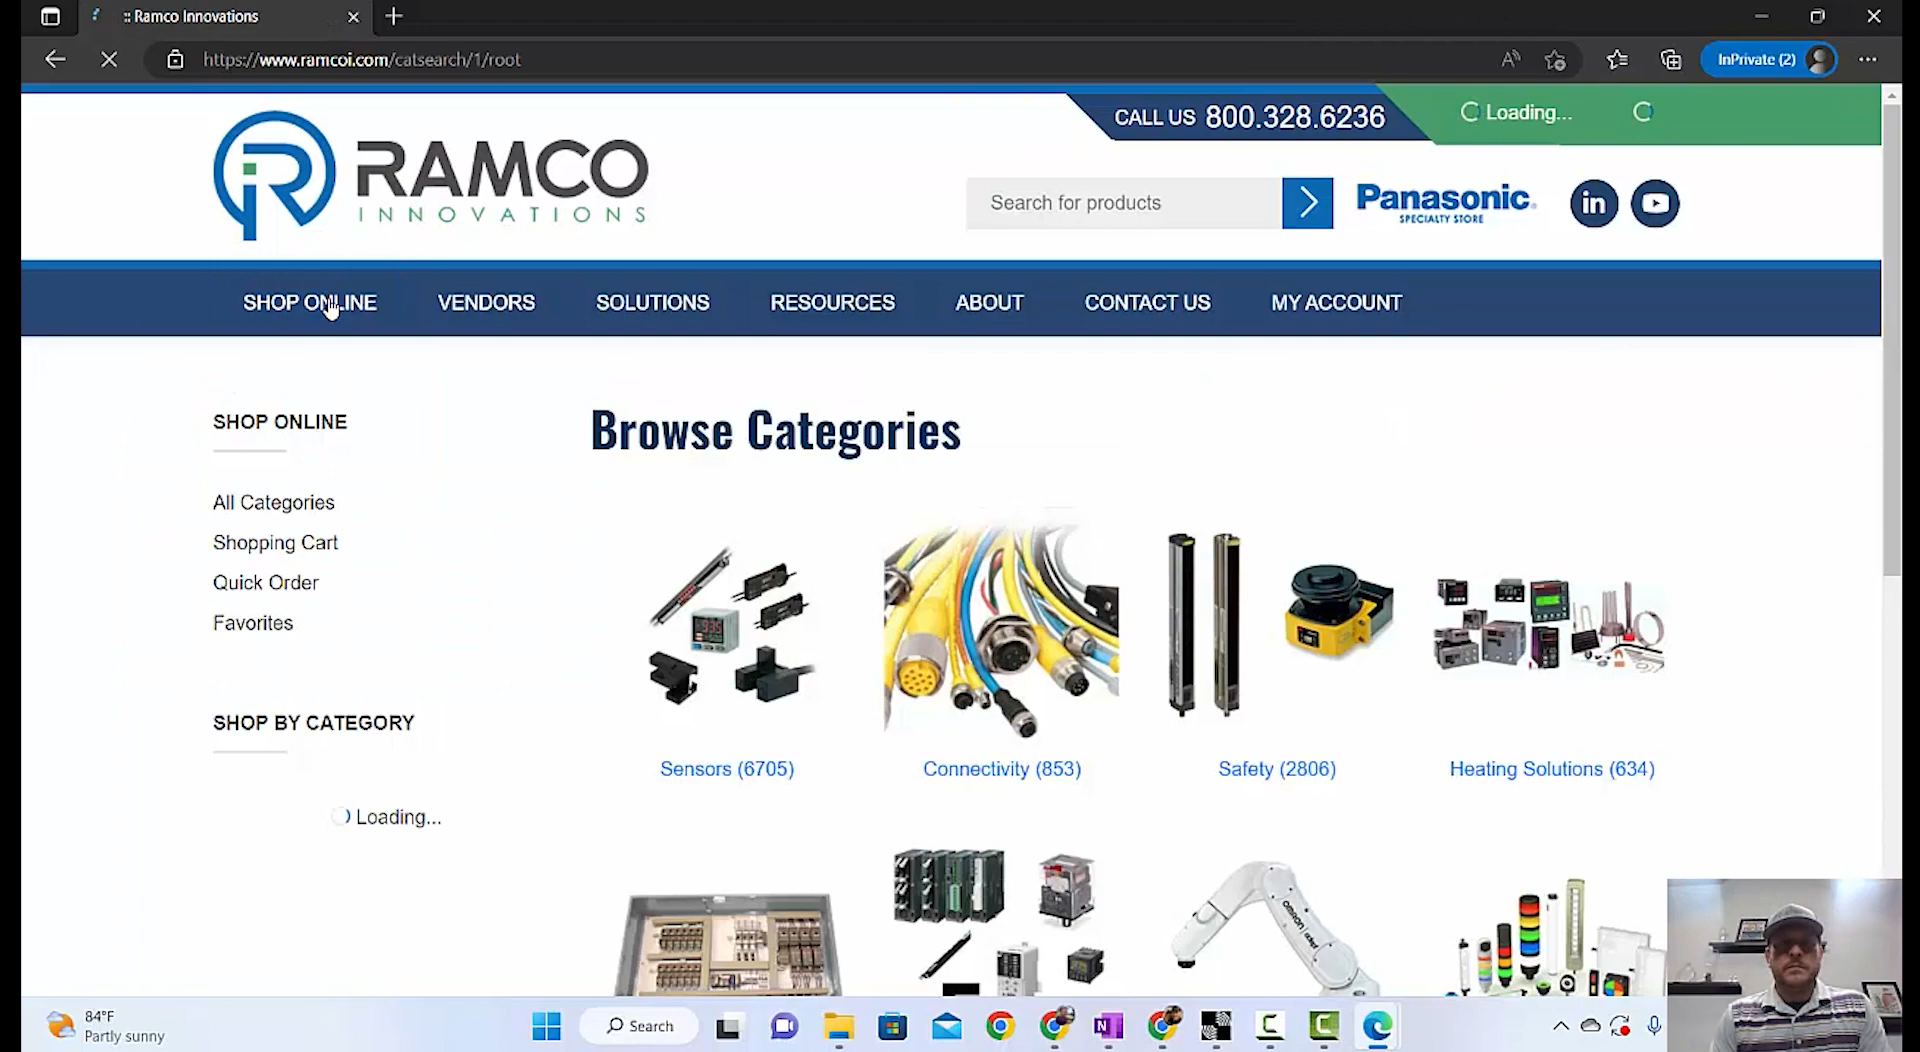 :: Ramco Innovations
https://www.ramcoi.com/catsearch/1/root
InPrivate (2)
CALL US 800.328.6236
Loading...
RAMCO
INNOVATIONS
Search for products
Panasonic
SPECIALTY STORE
SHOP ONLINE
VENDORS
SOLUTIONS
RESOURCES
ABOUT
CONTACT US
MY ACCOUNT
SHOP ONLINE
All Categories
Shopping Cart
Quick Order
Favorites
SHOP BY CATEGORY
Loading...
Browse Categories
Sensors (6705)
Connectivity (853)
Safety (2806)
Heating Solutions (634)
84°F
Partly sunny
Search